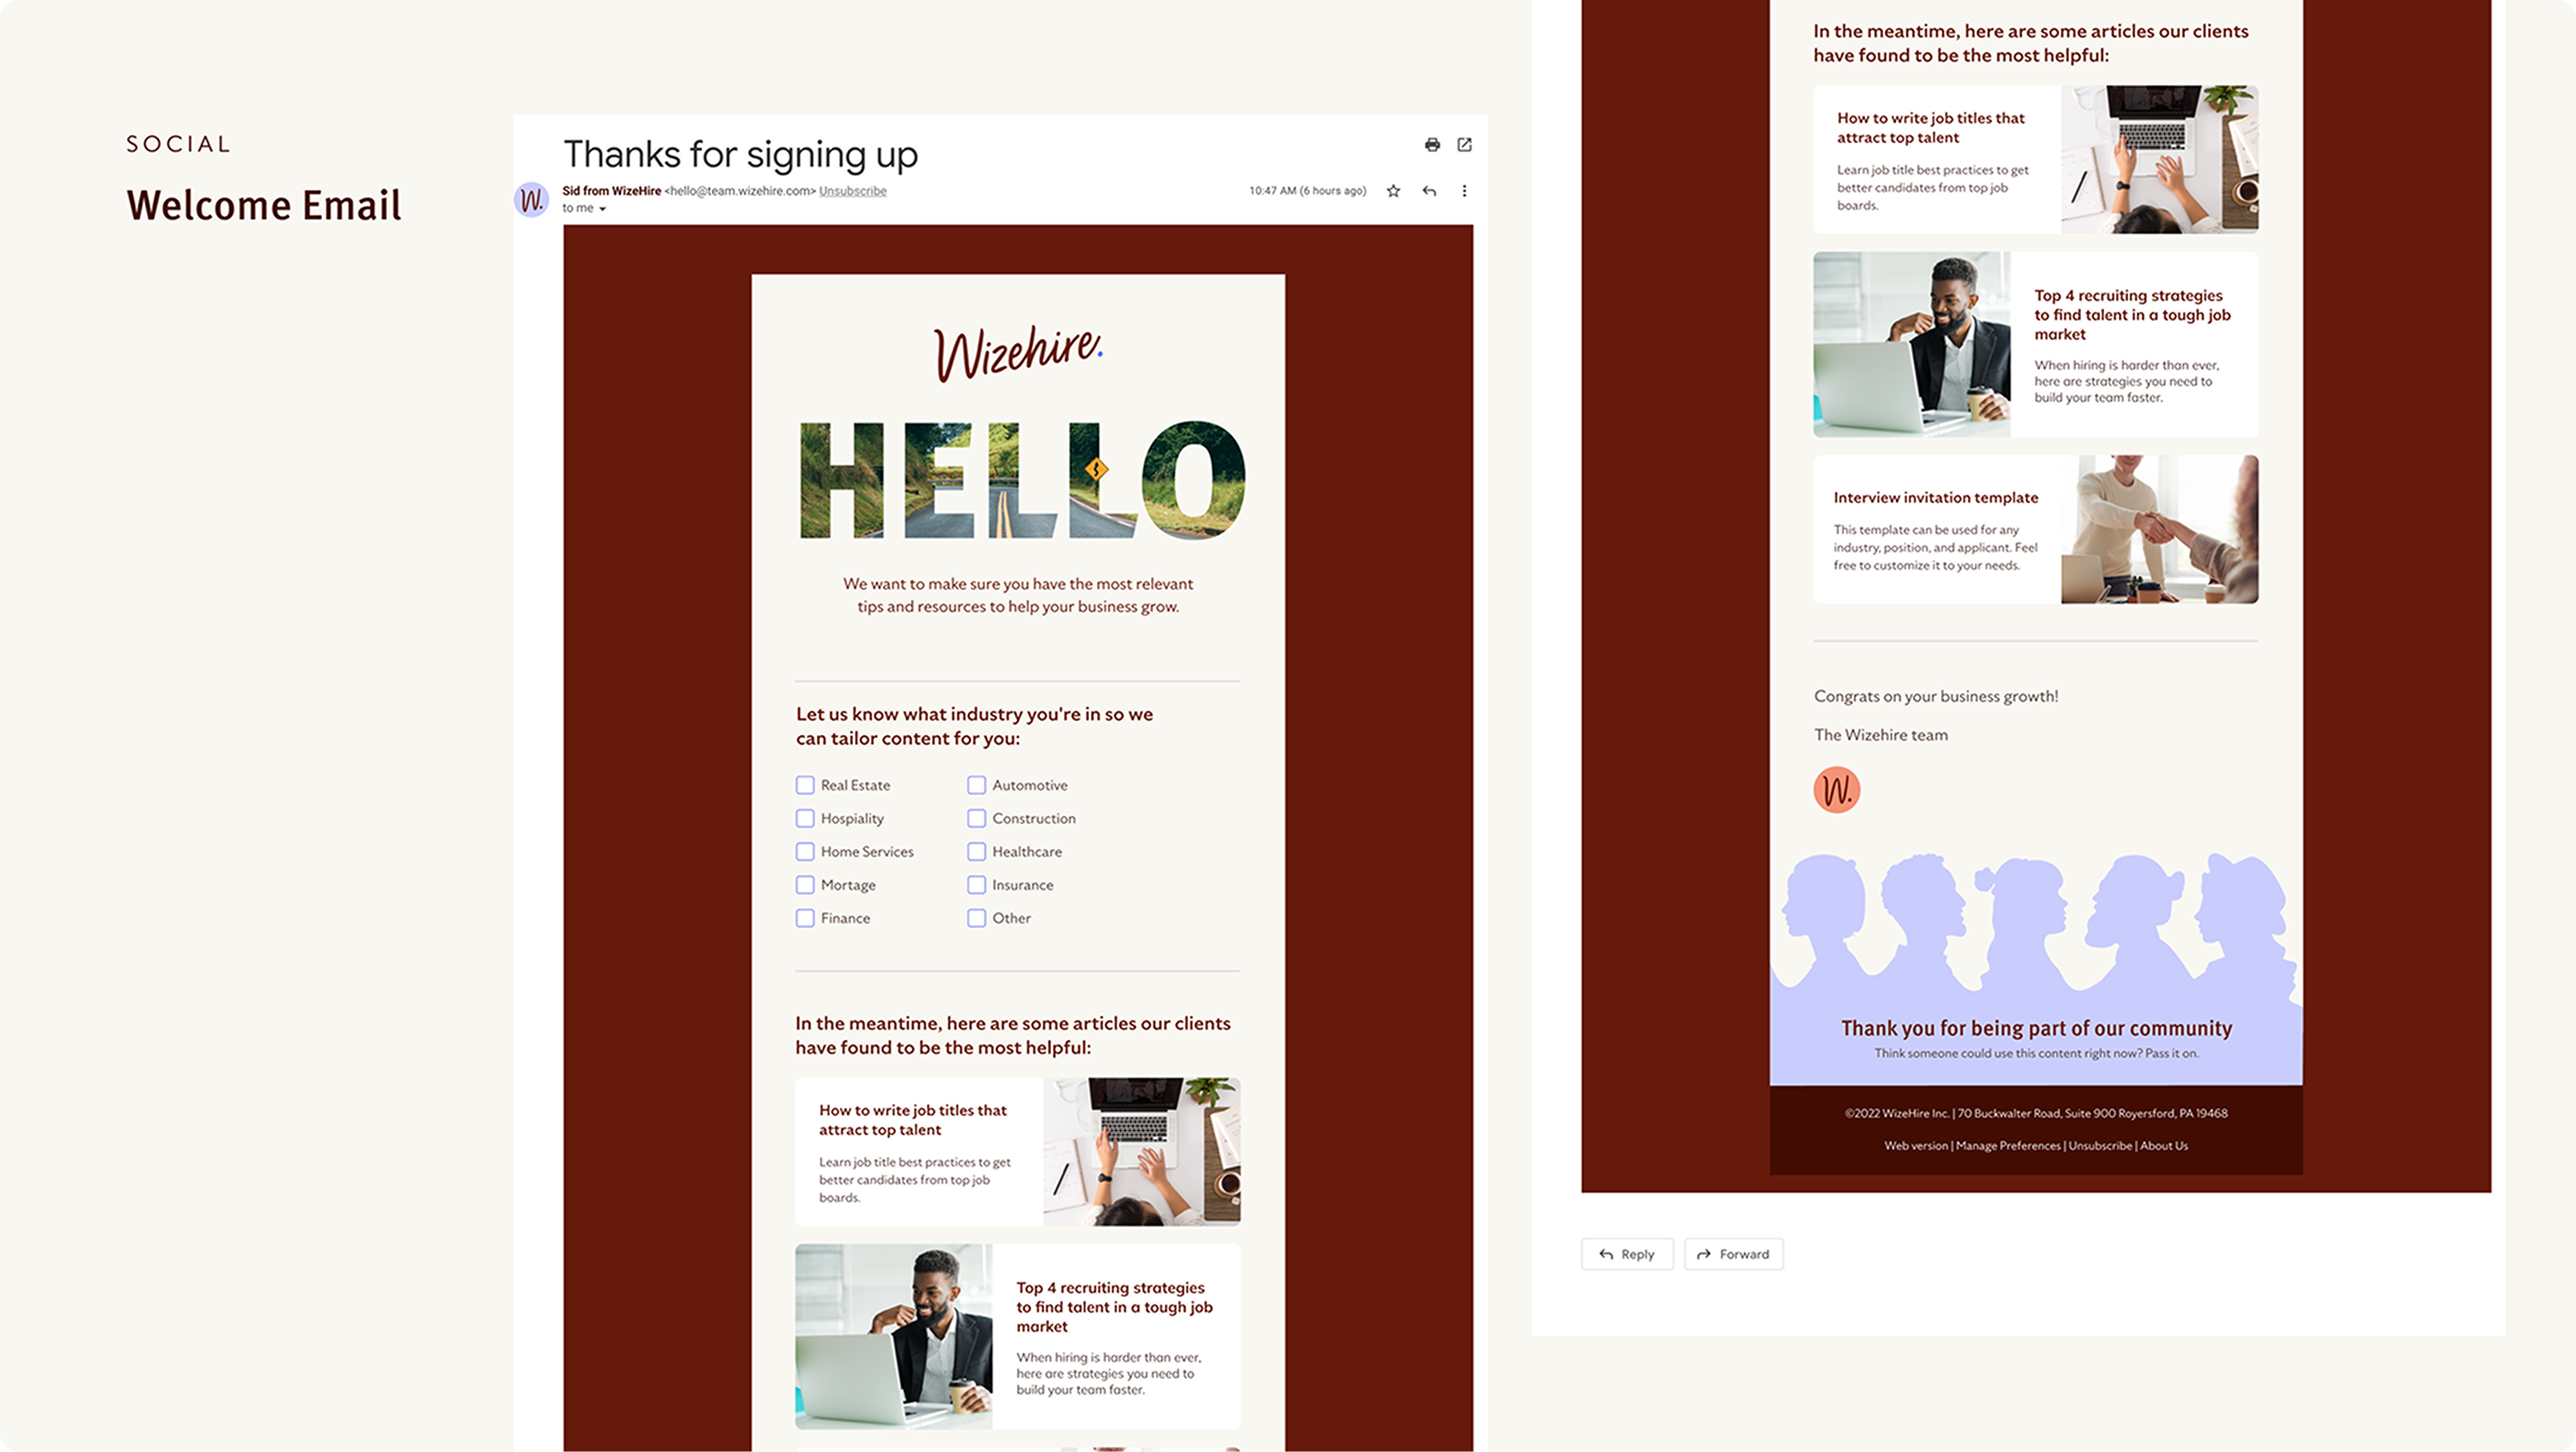 SOCIAL
Welcome Email
Thanks for signing up
W.
Sid from WizeHire <hello@team.wizehire.com> Unsubscribe
10:47 AM (6 hours ago)
to me
Wizehire.
HELLO
We want to make sure you have the most relevant
tips and resources to help your business grow.
Let us know what industry you're in so we
can tailor content for you:
Real Estate
Automotive
Hospiality
Construction
Home Services
Healthcare
Mortage
Insurance
Finance
Other
In the meantime, here are some articles our clients
have found to be the most helpful:
How to write job titles that
attract top talent
Learn job title best practices to get
better candidates from top job
boards.
Top 4 recruiting strategies
to find talent in a tough job
market
When hiring is harder than ever,
here are strategies you need to
build your team faster.
In the meantime, here are some articles our clients
have found to be the most helpful:
How to write job titles that
attract top talent
Learn job title best practices to get
better candidates from top job
boards.
Top 4 recruiting strategies
to find talent in a tough job
market
When hiring is harder than ever,
here are strategies you need to
build your team faster.
Interview invitation template
This template can be used for any
industry, position, and applicant. Feel
free to customize it to your needs.
Congrats on your business growth!
The Wizehire team
W.
Thank you for being part of our community
Think someone could use this content right now? Pass it on.
©2022 WizeHire Inc. | 70 Buckwalter Road, Suite 900 Royersford, PA 19468
Web version | Manage Preferences | Unsubscribe | About Us
Reply
Forward